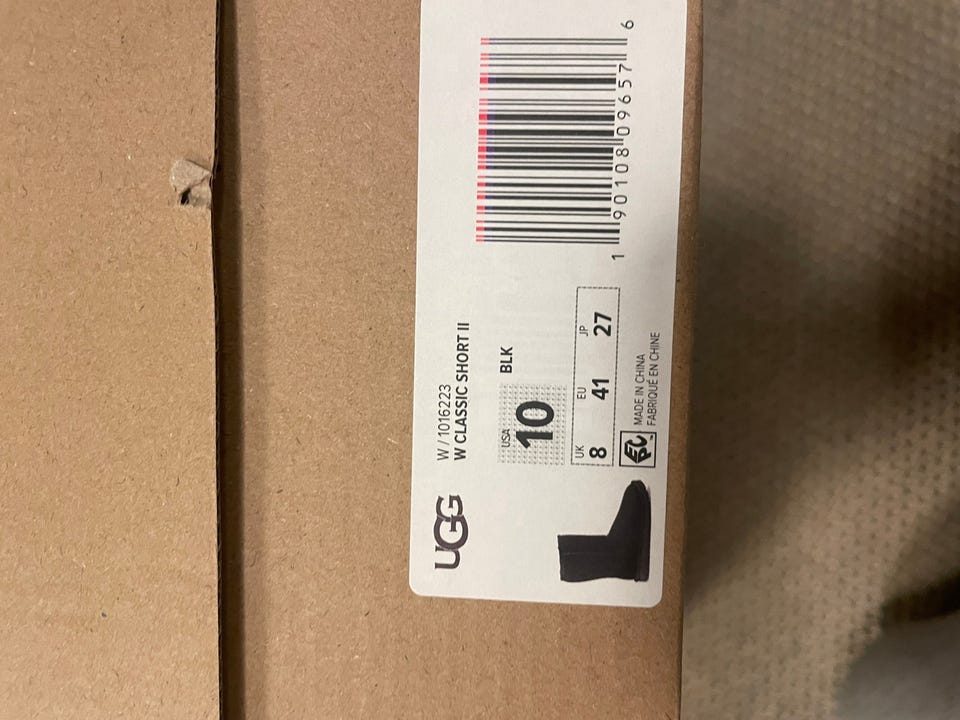 UGG
W / 1016223
W CLASSIC SHORT II
USA
10
BLK
UK EU JP
8 41 27
MADE IN CHINA
FABRIQUÉ EN CHINE
1 90108 09657 6